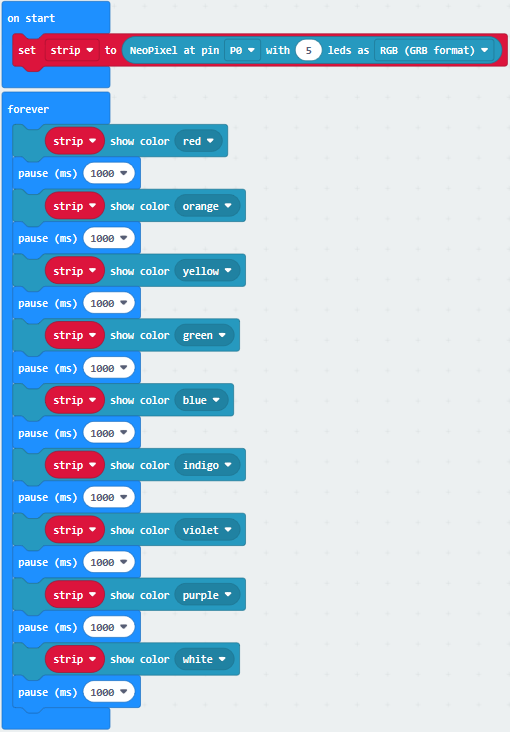 on start
set strip to NeoPixel at pin P0 with 5 leds as RGB (GRB format)
forever
strip show color red
pause (ms) 1000
strip show color orange
pause (ms) 1000
strip show color yellow
pause (ms) 1000
strip show color green
pause (ms) 1000
strip show color blue
pause (ms) 1000
strip show color indigo
pause (ms) 1000
strip show color violet
pause (ms) 1000
strip show color purple
pause (ms) 1000
strip show color white
pause (ms) 1000